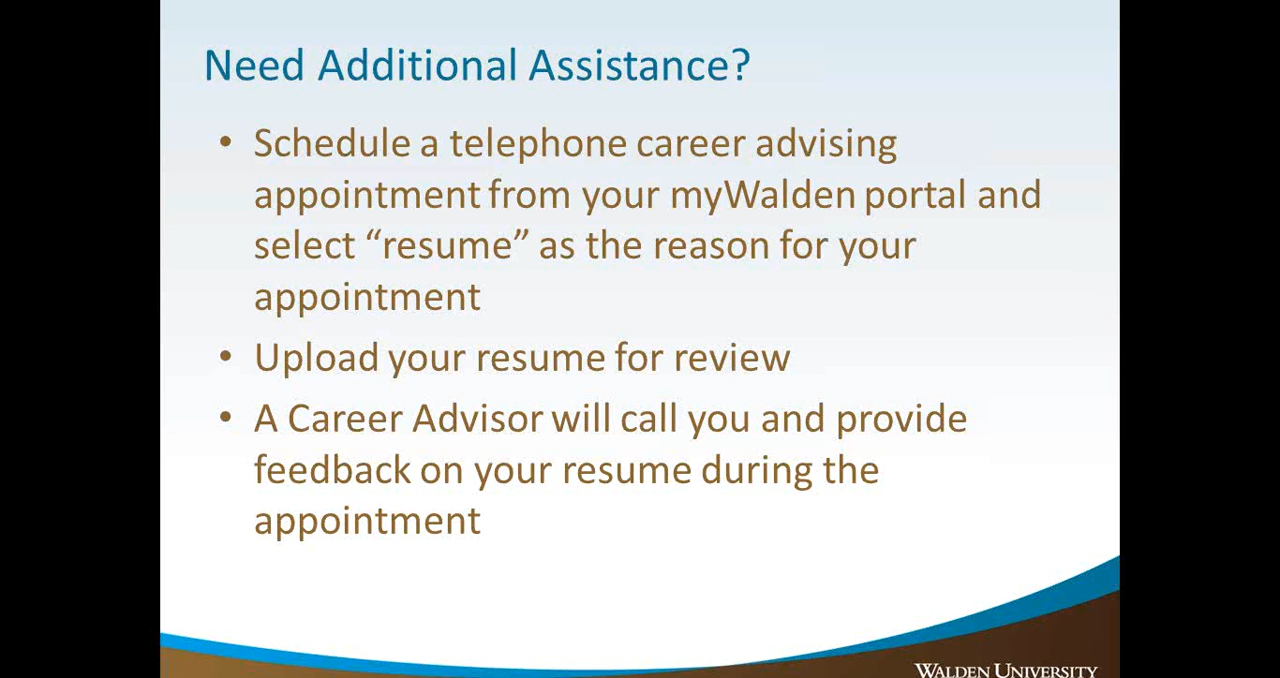 Need Additional Assistance?
• Schedule a telephone career advising
appointment from your myWalden portal and
select “resume” as the reason for your
appointment
• Upload your resume for review
• A Career Advisor will call you and provide
feedback on your resume during the
appointment
WALDEN UNIVERSITY